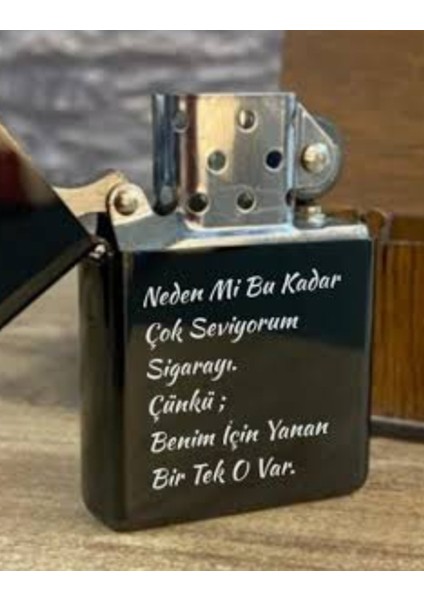 Neden Mi Bu Kadar
Çok Seviyorum
Sigarayı.
Çünkü ;
Benim İçin Yanan
Bir Tek O Var.